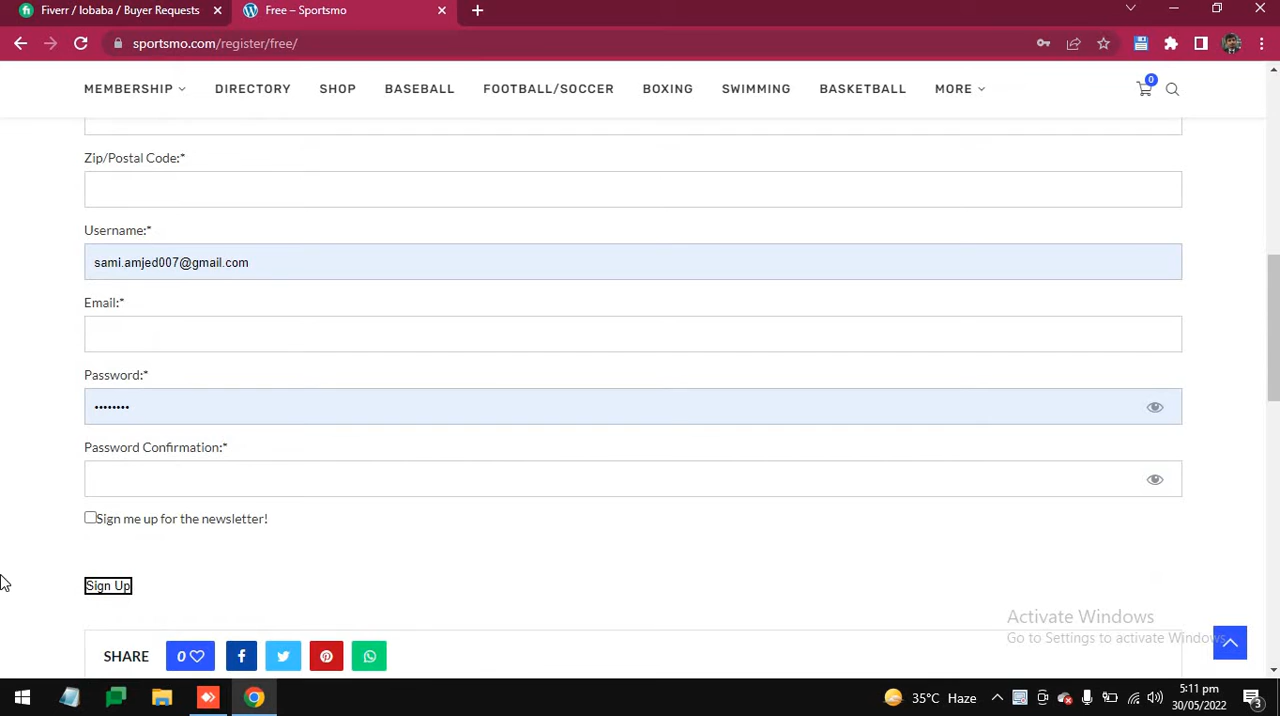 Fiverr / lobaba / Buyer Requests
Free – Sportsmo
sportsmo.com/register/free/
MEMBERSHIP DIRECTORY SHOP BASEBALL FOOTBALL/SOCCER BOXING SWIMMING BASKETBALL MORE 0
Zip/Postal Code:*
Username:*
sami.amjed007@gmail.com
Email:*
Password:*
••••••••
Password Confirmation:*
Sign me up for the newsletter!
Sign Up
Activate Windows
Go to Settings to activate Windows.
SHARE 0
35°C Haze
5:11 pm
30/05/2022
3